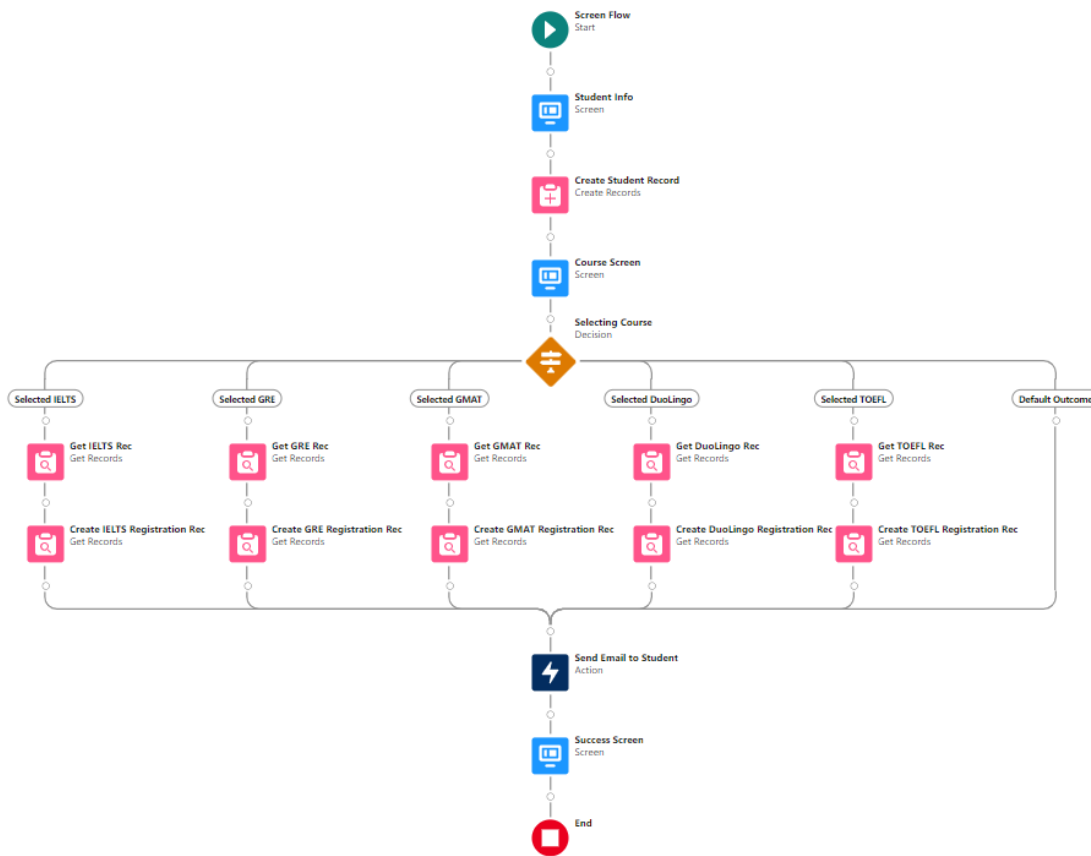 Screen Flow
Start
Student Info
Screen
Create Student Record
Create Records
Course Screen
Screen
Selecting Course
Decision
Selected IELTS
Selected GRE
Selected GMAT
Selected DuoLingo
Selected TOEFL
Default Outcome
Get IELTS Rec
Get Records
Get GRE Rec
Get Records
Get GMAT Rec
Get Records
Get DuoLingo Rec
Get Records
Get TOEFL Rec
Get Records
Create IELTS Registration Rec
Get Records
Create GRE Registration Rec
Get Records
Create GMAT Registration Rec
Get Records
Create DuoLingo Registration Rec
Get Records
Create TOEFL Registration Rec
Get Records
Send Email to Student
Action
Success Screen
Screen
End